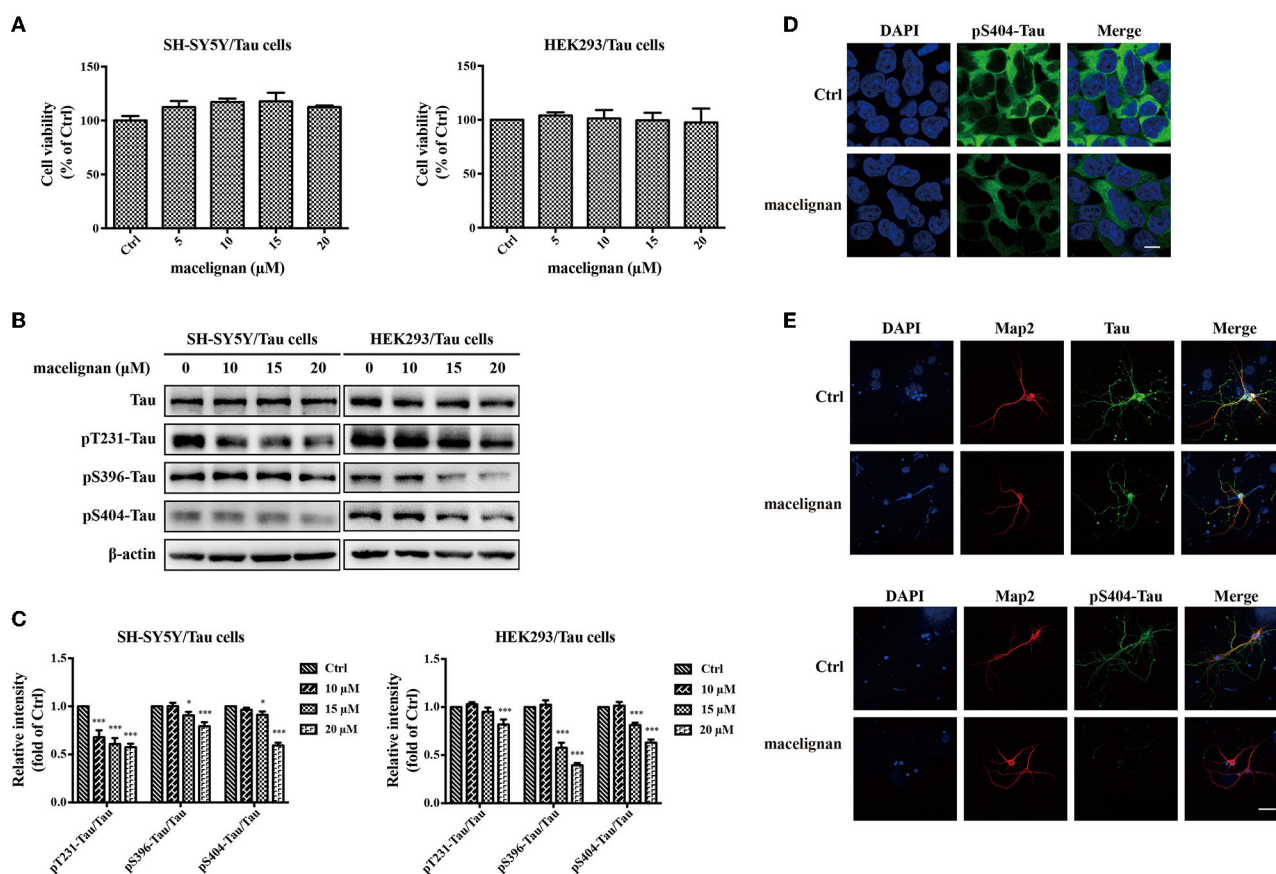 A
SH-SY5Y/Tau cells
Cell viability
(% of Ctrl)
150
100
50
0
Ctrl
5
10
15
20
macelignan (µM)
HEK293/Tau cells
Cell viability
(% of Ctrl)
150
100
50
0
Ctrl
5
10
15
20
macelignan (µM)
B
SH-SY5Y/Tau cells HEK293/Tau cells
macelignan (µM) 0 10 15 20 0 10 15 20
Tau
pT231-Tau
pS396-Tau
pS404-Tau
β-actin
C
SH-SY5Y/Tau cells
Relative intensity
(fold of Ctrl)
1.5
1.0
0.5
0.0
*** *** *** * *** * ***
pT231-Tau/Tau
pS396-Tau/Tau
pS404-Tau/Tau
Ctrl
10 µM
15 µM
20 µM
HEK293/Tau cells
Relative intensity
(fold of Ctrl)
1.5
1.0
0.5
0.0
*** *** *** *** ***
pT231-Tau/Tau
pS396-Tau/Tau
pS404-Tau/Tau
Ctrl
10 µM
15 µM
20 µM
D
DAPI pS404-Tau Merge
Ctrl
macelignan
E
DAPI Map2 Tau Merge
Ctrl
macelignan
DAPI Map2 pS404-Tau Merge
Ctrl
macelignan